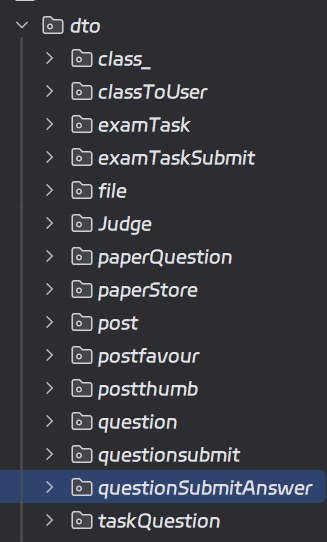 dto
class_
classToUser
examTask
examTaskSubmit
file
Judge
paperQuestion
paperStore
post
postfavour
postthumb
question
questionsubmit
questionSubmitAnswer
taskQuestion